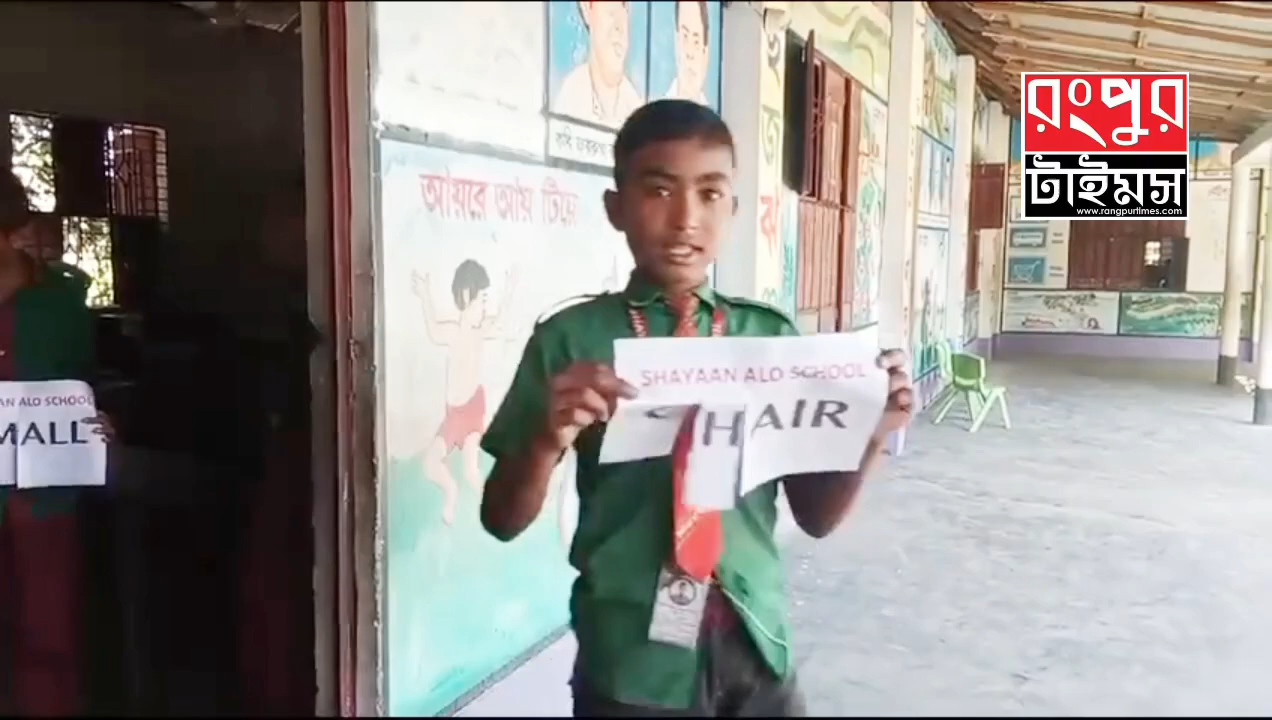 রংপুর
টাইমস
www.rangpurtimes.com
আয়রে আয় টিয়ে
SHAYAAN ALO SCHOOL
HAIR
AN ALO SCHOOL
MALL